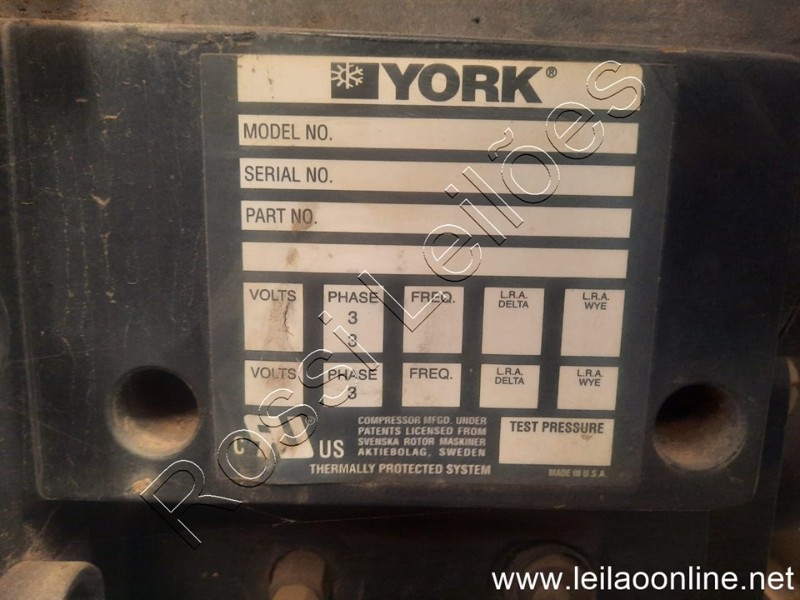 YORK®
MODEL NO.
SERIAL NO.
PART NO.
VOLTS PHASE FREQ. L.R.A. DELTA L.R.A. WYE
3
3
VOLTS PHASE FREQ. L.R.A. DELTA L.R.A. WYE
3
C US
COMPRESSOR MFGD. UNDER
PATENTS LICENSED FROM
SVENSKA ROTOR MASKINER
AKTIEBOLAG, SWEDEN
THERMALLY PROTECTED SYSTEM
TEST PRESSURE
MADE IN U.S.A.
Rossi Leilões
www.leilaoonline.net